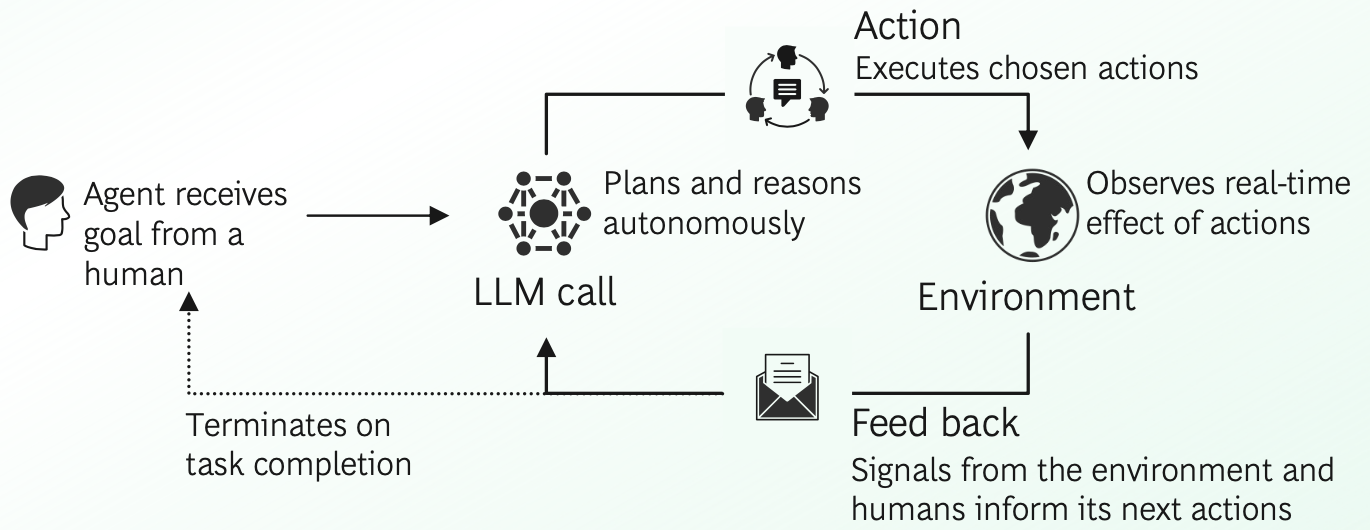 Action
Executes chosen actions
Agent receives
goal from a
human
Plans and reasons
autonomously
LLM call
Observes real-time
effect of actions
Environment
Terminates on
task completion
Feed back
Signals from the environment and
humans inform its next actions